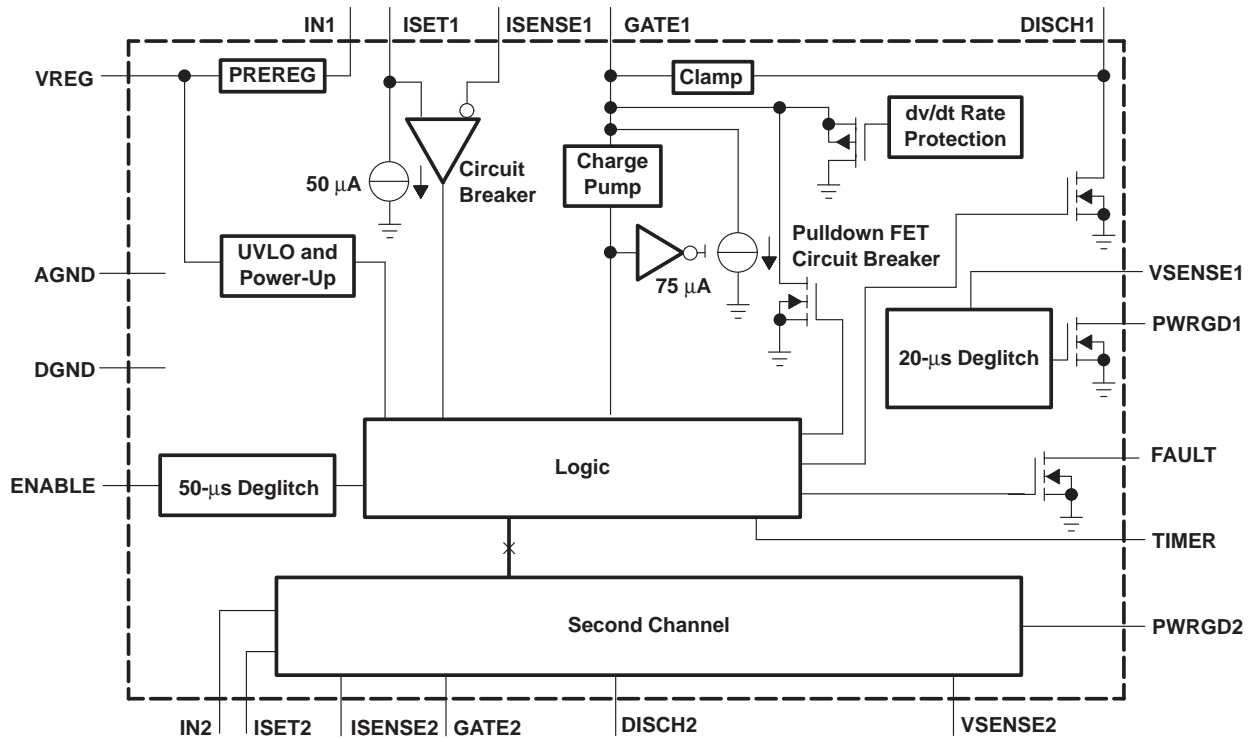 IN1
ISET1
ISENSE1
GATE1
DISCH1
VREG
PREREG
Clamp
dv/dt Rate
Protection
50 μA
Circuit
Breaker
Charge
Pump
UVLO and
Power-Up
75 μA
Pulldown FET
Circuit Breaker
AGND
VSENSE1
PWRGD1
20-μs Deglitch
DGND
Logic
FAULT
ENABLE
50-μs Deglitch
TIMER
Second Channel
PWRGD2
IN2
ISET2
ISENSE2
GATE2
DISCH2
VSENSE2